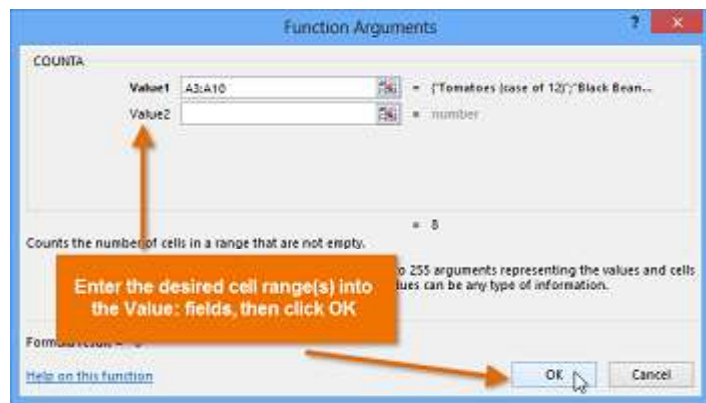 Function Arguments
?
COUNTA
Value1 A3:A10 = {"Tomatoes (case of 12)";"Black Bean...
Value2 = number
= 8
Counts the number of cells in a range that are not empty.
255 arguments representing the values and cells
can be any type of information.
Enter the desired cell range(s) into
the Value: fields, then click OK
Help on this function
OK
Cancel